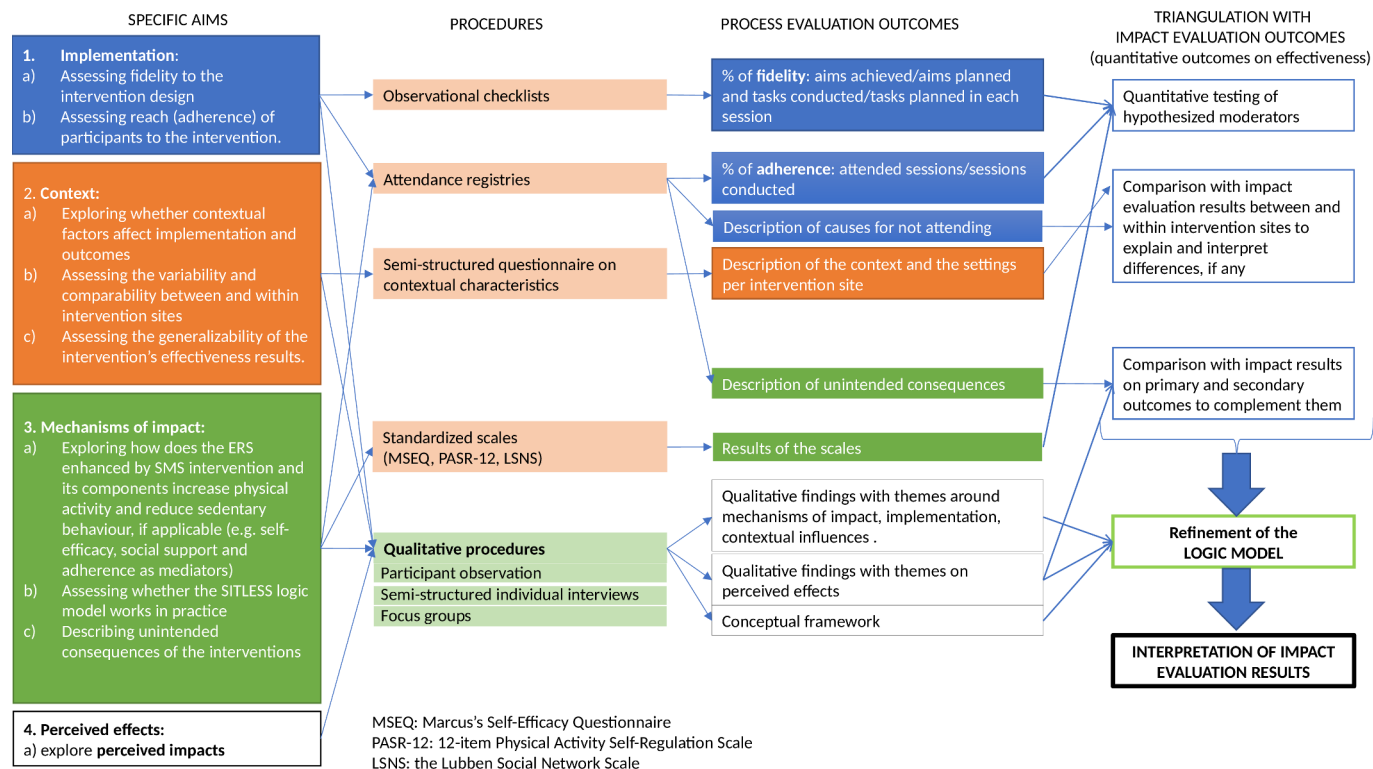 SPECIFIC AIMS
1. Implementation:
a) Assessing fidelity to the
intervention design
b) Assessing reach (adherence) of
participants to the intervention.
2. Context:
a) Exploring whether contextual
factors affect implementation and
outcomes
b) Assessing the variability and
comparability between and within
intervention sites
c) Assessing the generalizability of the
intervention’s effectiveness results.
3. Mechanisms of impact:
a) Exploring how does the ERS
enhanced by SMS intervention and
its components increase physical
activity and reduce sedentary
behaviour, if applicable (e.g. self-
efficacy, social support and
adherence as mediators)
b) Assessing whether the SITLESS logic
model works in practice
c) Describing unintended
consequences of the interventions
4. Perceived effects:
a) explore perceived impacts
PROCEDURES
Observational checklists
Attendance registries
Semi-structured questionnaire on
contextual characteristics
Standardized scales
(MSEQ, PASR-12, LSNS)
Qualitative procedures
Participant observation
Semi-structured individual interviews
Focus groups
MSEQ: Marcus’s Self-Efficacy Questionnaire
PASR-12: 12-item Physical Activity Self-Regulation Scale
LSNS: the Lubben Social Network Scale
PROCESS EVALUATION OUTCOMES
% of fidelity: aims achieved/aims planned
and tasks conducted/tasks planned in each
session
% of adherence: attended sessions/sessions
conducted
Description of causes for not attending
Description of the context and the settings
per intervention site
Description of unintended consequences
Results of the scales
Qualitative findings with themes around
mechanisms of impact, implementation,
contextual influences .
Qualitative findings with themes on
perceived effects
Conceptual framework
TRIANGULATION WITH
IMPACT EVALUATION OUTCOMES
(quantitative outcomes on effectiveness)
Quantitative testing of
hypothesized moderators
Comparison with impact
evaluation results between and
within intervention sites to
explain and interpret
differences, if any
Comparison with impact results
on primary and secondary
outcomes to complement them
Refinement of the
LOGIC MODEL
INTERPRETATION OF IMPACT
EVALUATION RESULTS